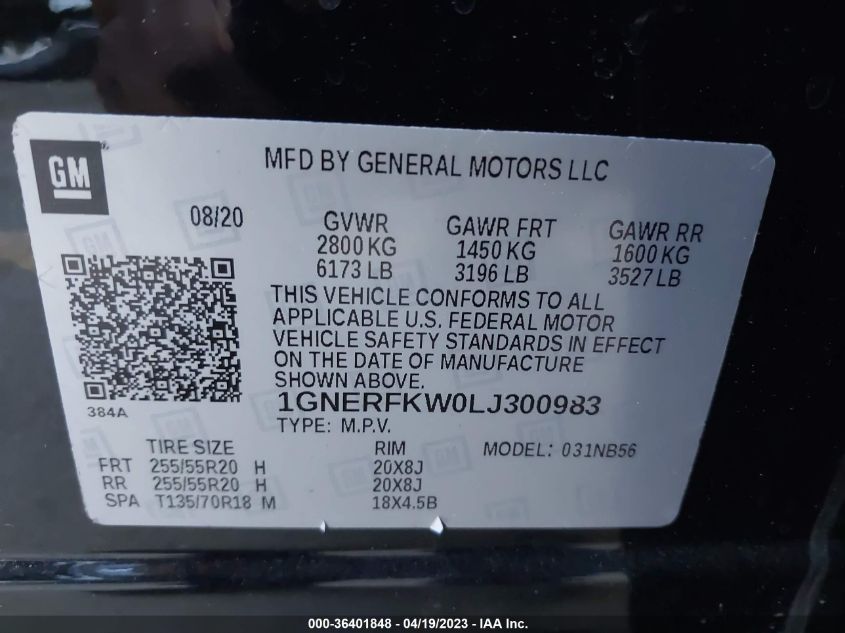 GM
MFD BY GENERAL MOTORS LLC
08/20
GVWR GAWR FRT GAWR RR
2800 KG 1450 KG 1600 KG
6173 LB 3196 LB 3527 LB
THIS VEHICLE CONFORMS TO ALL
APPLICABLE U.S. FEDERAL MOTOR
VEHICLE SAFETY STANDARDS IN EFFECT
ON THE DATE OF MANUFACTURE
SHOWN ABOVE.
384A
1GNERFKW0LJ300983
TYPE: M.P.V.
TIRE SIZE RIM MODEL: 031NB56
FRT 255/55R20 H 20X8J
RR 255/55R20 H 20X8J
SPA T135/70R18 M 18X4.5B
000-36401848 - 04/19/2023 - IAA Inc.